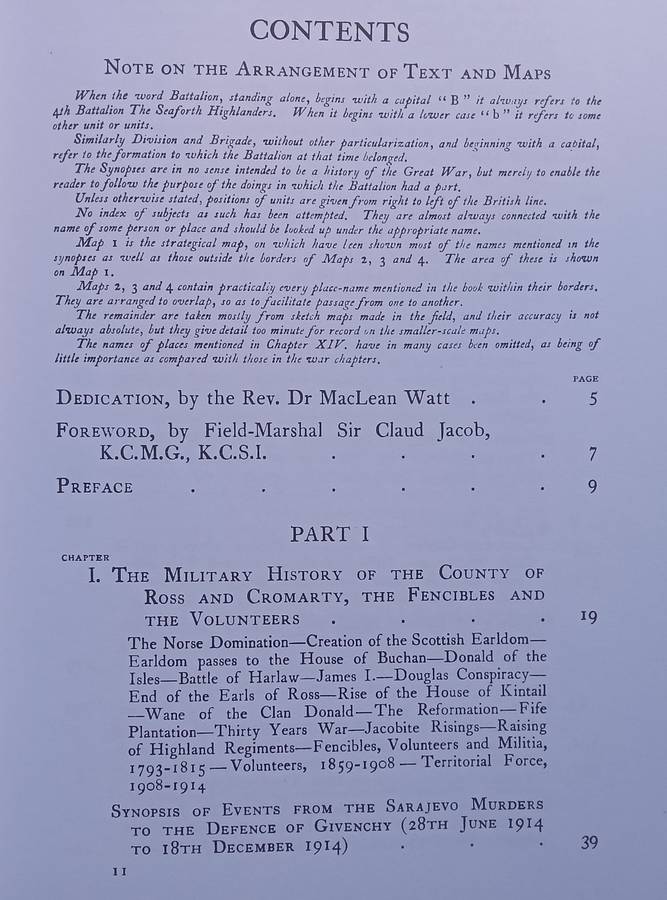 CONTENTS
NOTE ON THE ARRANGEMENT OF TEXT AND MAPS
When the word Battalion, standing alone, begins with a capital “B” it always refers to the
4th Battalion The Seaforth Highlanders. When it begins with a lower case “b” it refers to some
other unit or units.
Similarly Division and Brigade, without other particularization, and beginning with a capital,
refer to the formation to which the Battalion at that time belonged.
The Synopses are in no sense intended to be a history of the Great War, but merely to enable the
reader to follow the purpose of the doings in which the Battalion had a part.
Unless otherwise stated, positions of units are given from right to left of the British line.
No index of subjects as such has been attempted. They are almost always connected with the
name of some person or place and should be looked up under the appropriate name.
Map 1 is the strategical map, on which have been shown most of the names mentioned in the
synopses as well as those outside the borders of Maps 2, 3 and 4. The area of these is shown
on Map 1.
Maps 2, 3 and 4 contain practically every place-name mentioned in the book within their borders.
They are arranged to overlap, so as to facilitate passage from one to another.
The remainder are taken mostly from sketch maps made in the field, and their accuracy is not
always absolute, but they give detail too minute for record on the smaller-scale maps.
The names of places mentioned in Chapter XIV. have in many cases been omitted, as being of
little importance as compared with those in the war chapters.
PAGE
DEDICATION, by the Rev. Dr MacLean Watt . . 5
FOREWORD, by Field-Marshal Sir Claud Jacob,
K.C.M.G., K.C.S.I. . . . . 7
PREFACE . . . . . . 9
PART I
CHAPTER
I. THE MILITARY HISTORY OF THE COUNTY OF
ROSS AND CROMARTY, THE FENCIBLES AND
THE VOLUNTEERS . . . . 19
The Norse Domination—Creation of the Scottish Earldom—
Earldom passes to the House of Buchan—Donald of the
Isles—Battle of Harlaw—James I.—Douglas Conspiracy—
End of the Earls of Ross—Rise of the House of Kintail
—Wane of the Clan Donald—The Reformation—Fife
Plantation—Thirty Years War—Jacobite Risings—Raising
of Highland Regiments—Fencibles, Volunteers and Militia,
1793-1815—Volunteers, 1859-1908—Territorial Force,
1908-1914
SYNOPSIS OF EVENTS FROM THE SARAJEVO MURDERS
TO THE DEFENCE OF GIVENCHY (28TH JUNE 1914
TO 18TH DECEMBER 1914) . . . 39
11